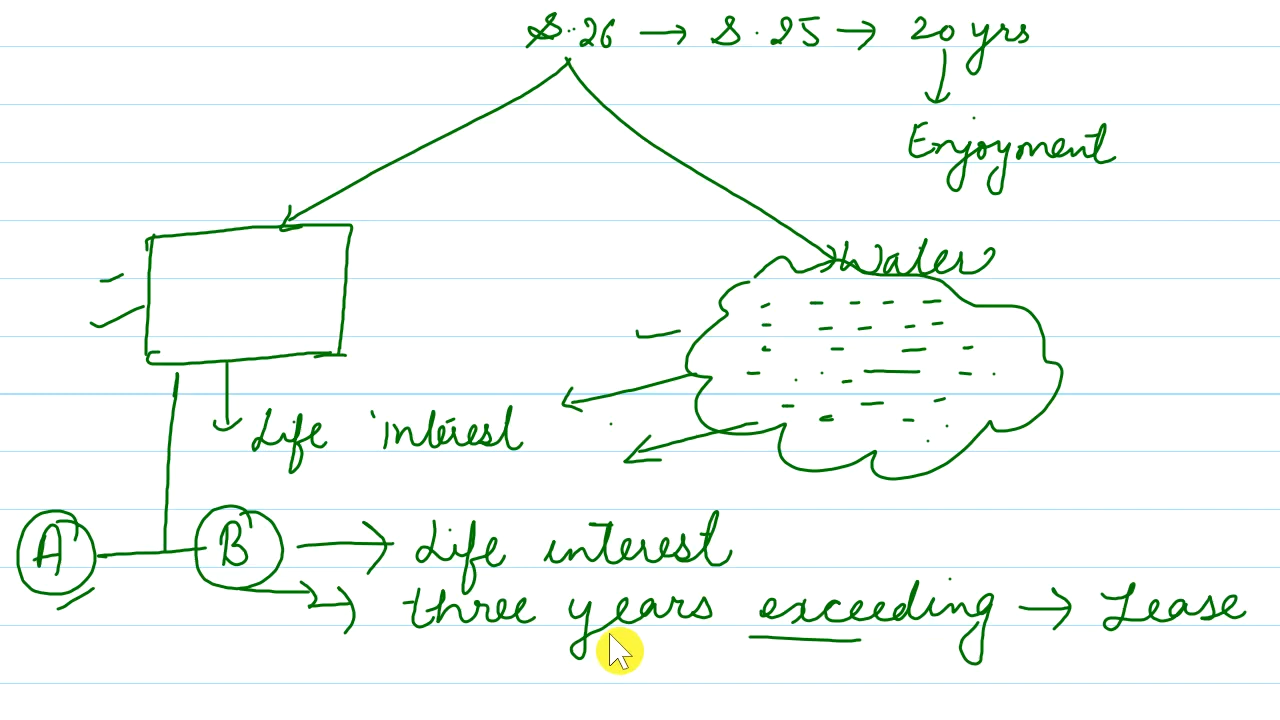 S.26 → S.25 → 20 yrs
Enjoyment
Water
Life interest
A B → Life interest
three years exceeding → Lease